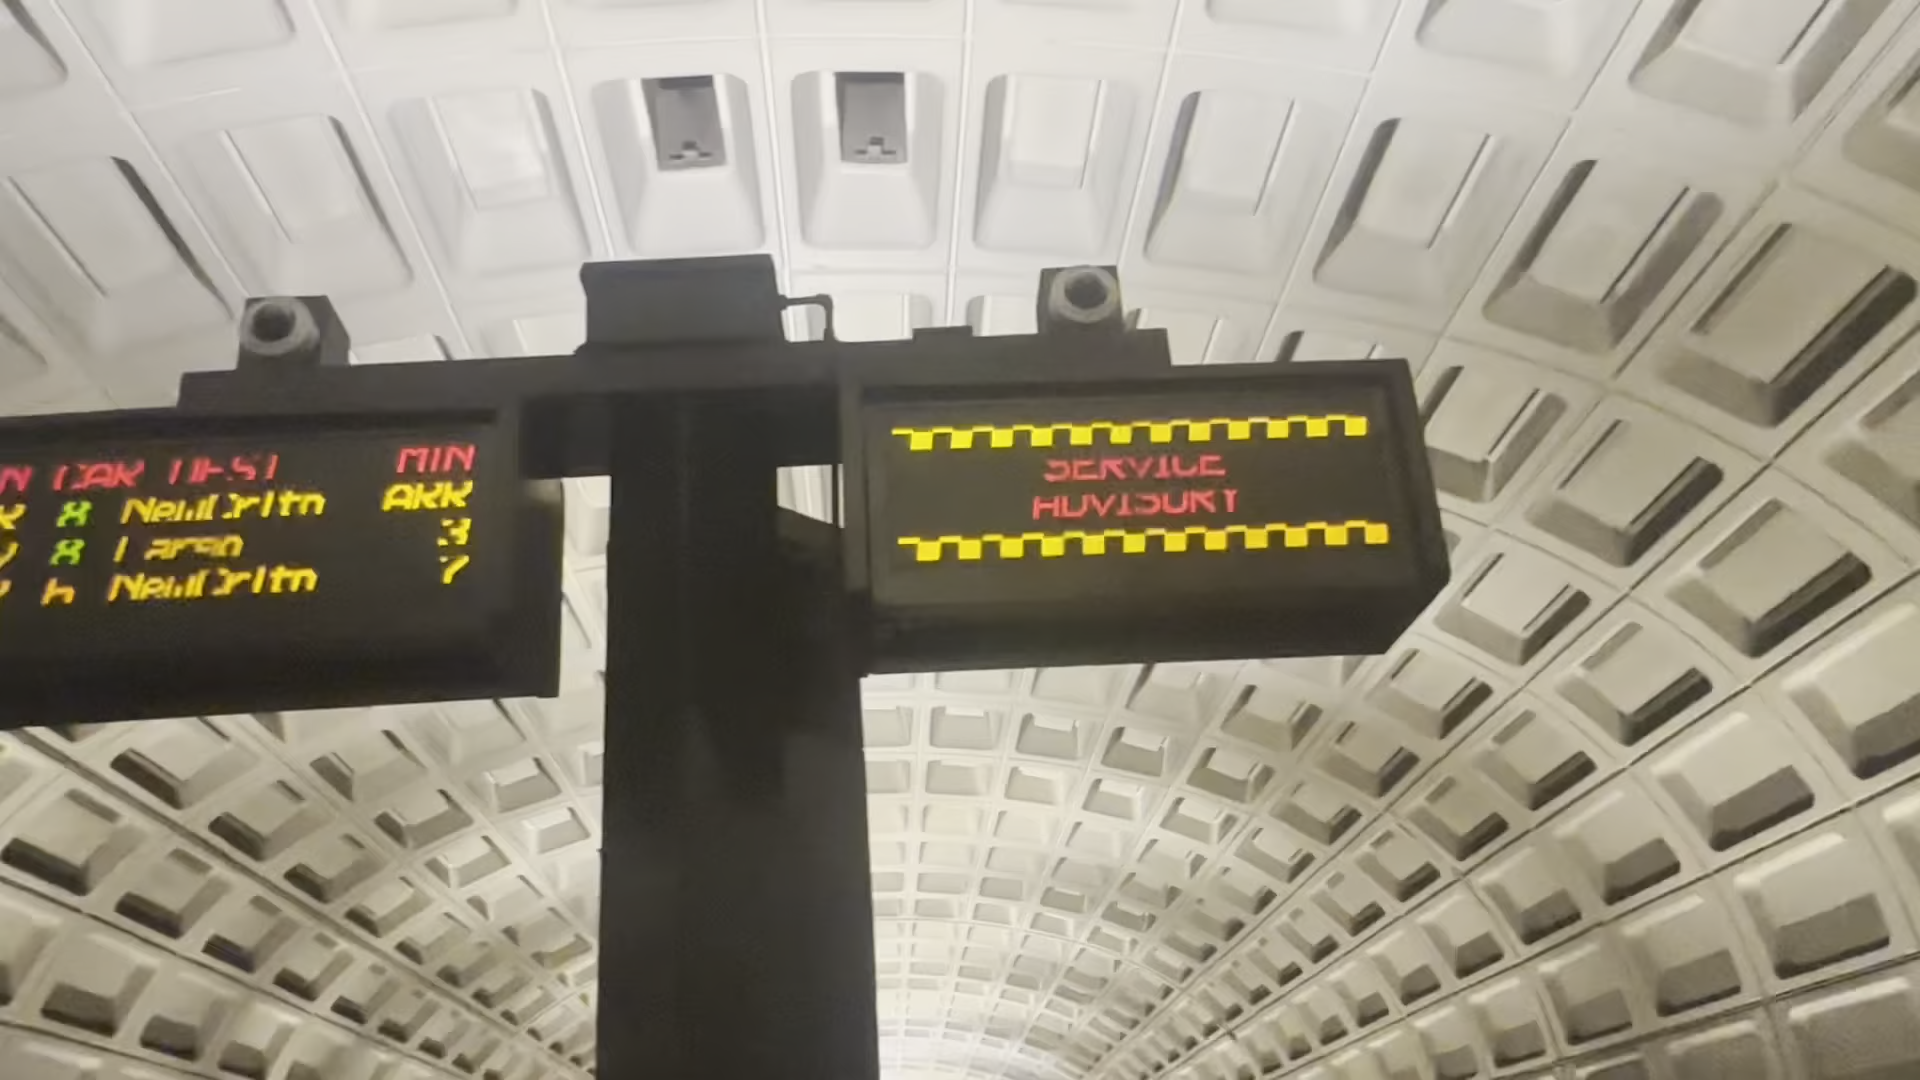 N CAR DEST MIN
8 NewCrltn ARR
8 Largo 3
6 NewCrltn 7
SERVICE
ADVISORY